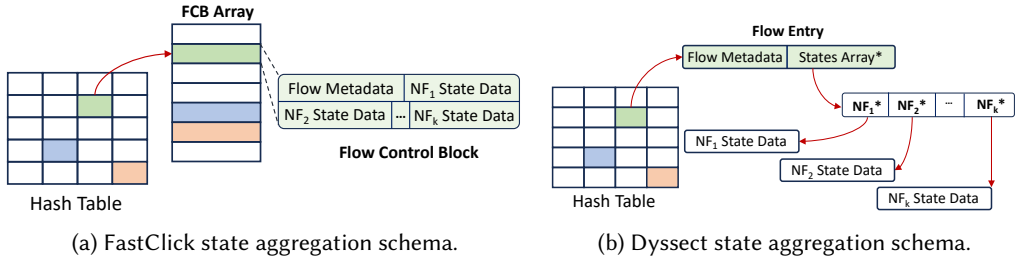 FCB Array
Flow Metadata
NF1 State Data
NF2 State Data
...
NFk State Data
Flow Control Block
Hash Table
(a) FastClick state aggregation schema.
Flow Entry
Flow Metadata
States Array*
NF1*
NF2*
...
NFk*
NF1 State Data
NF2 State Data
NFk State Data
Hash Table
(b) Dyssect state aggregation schema.